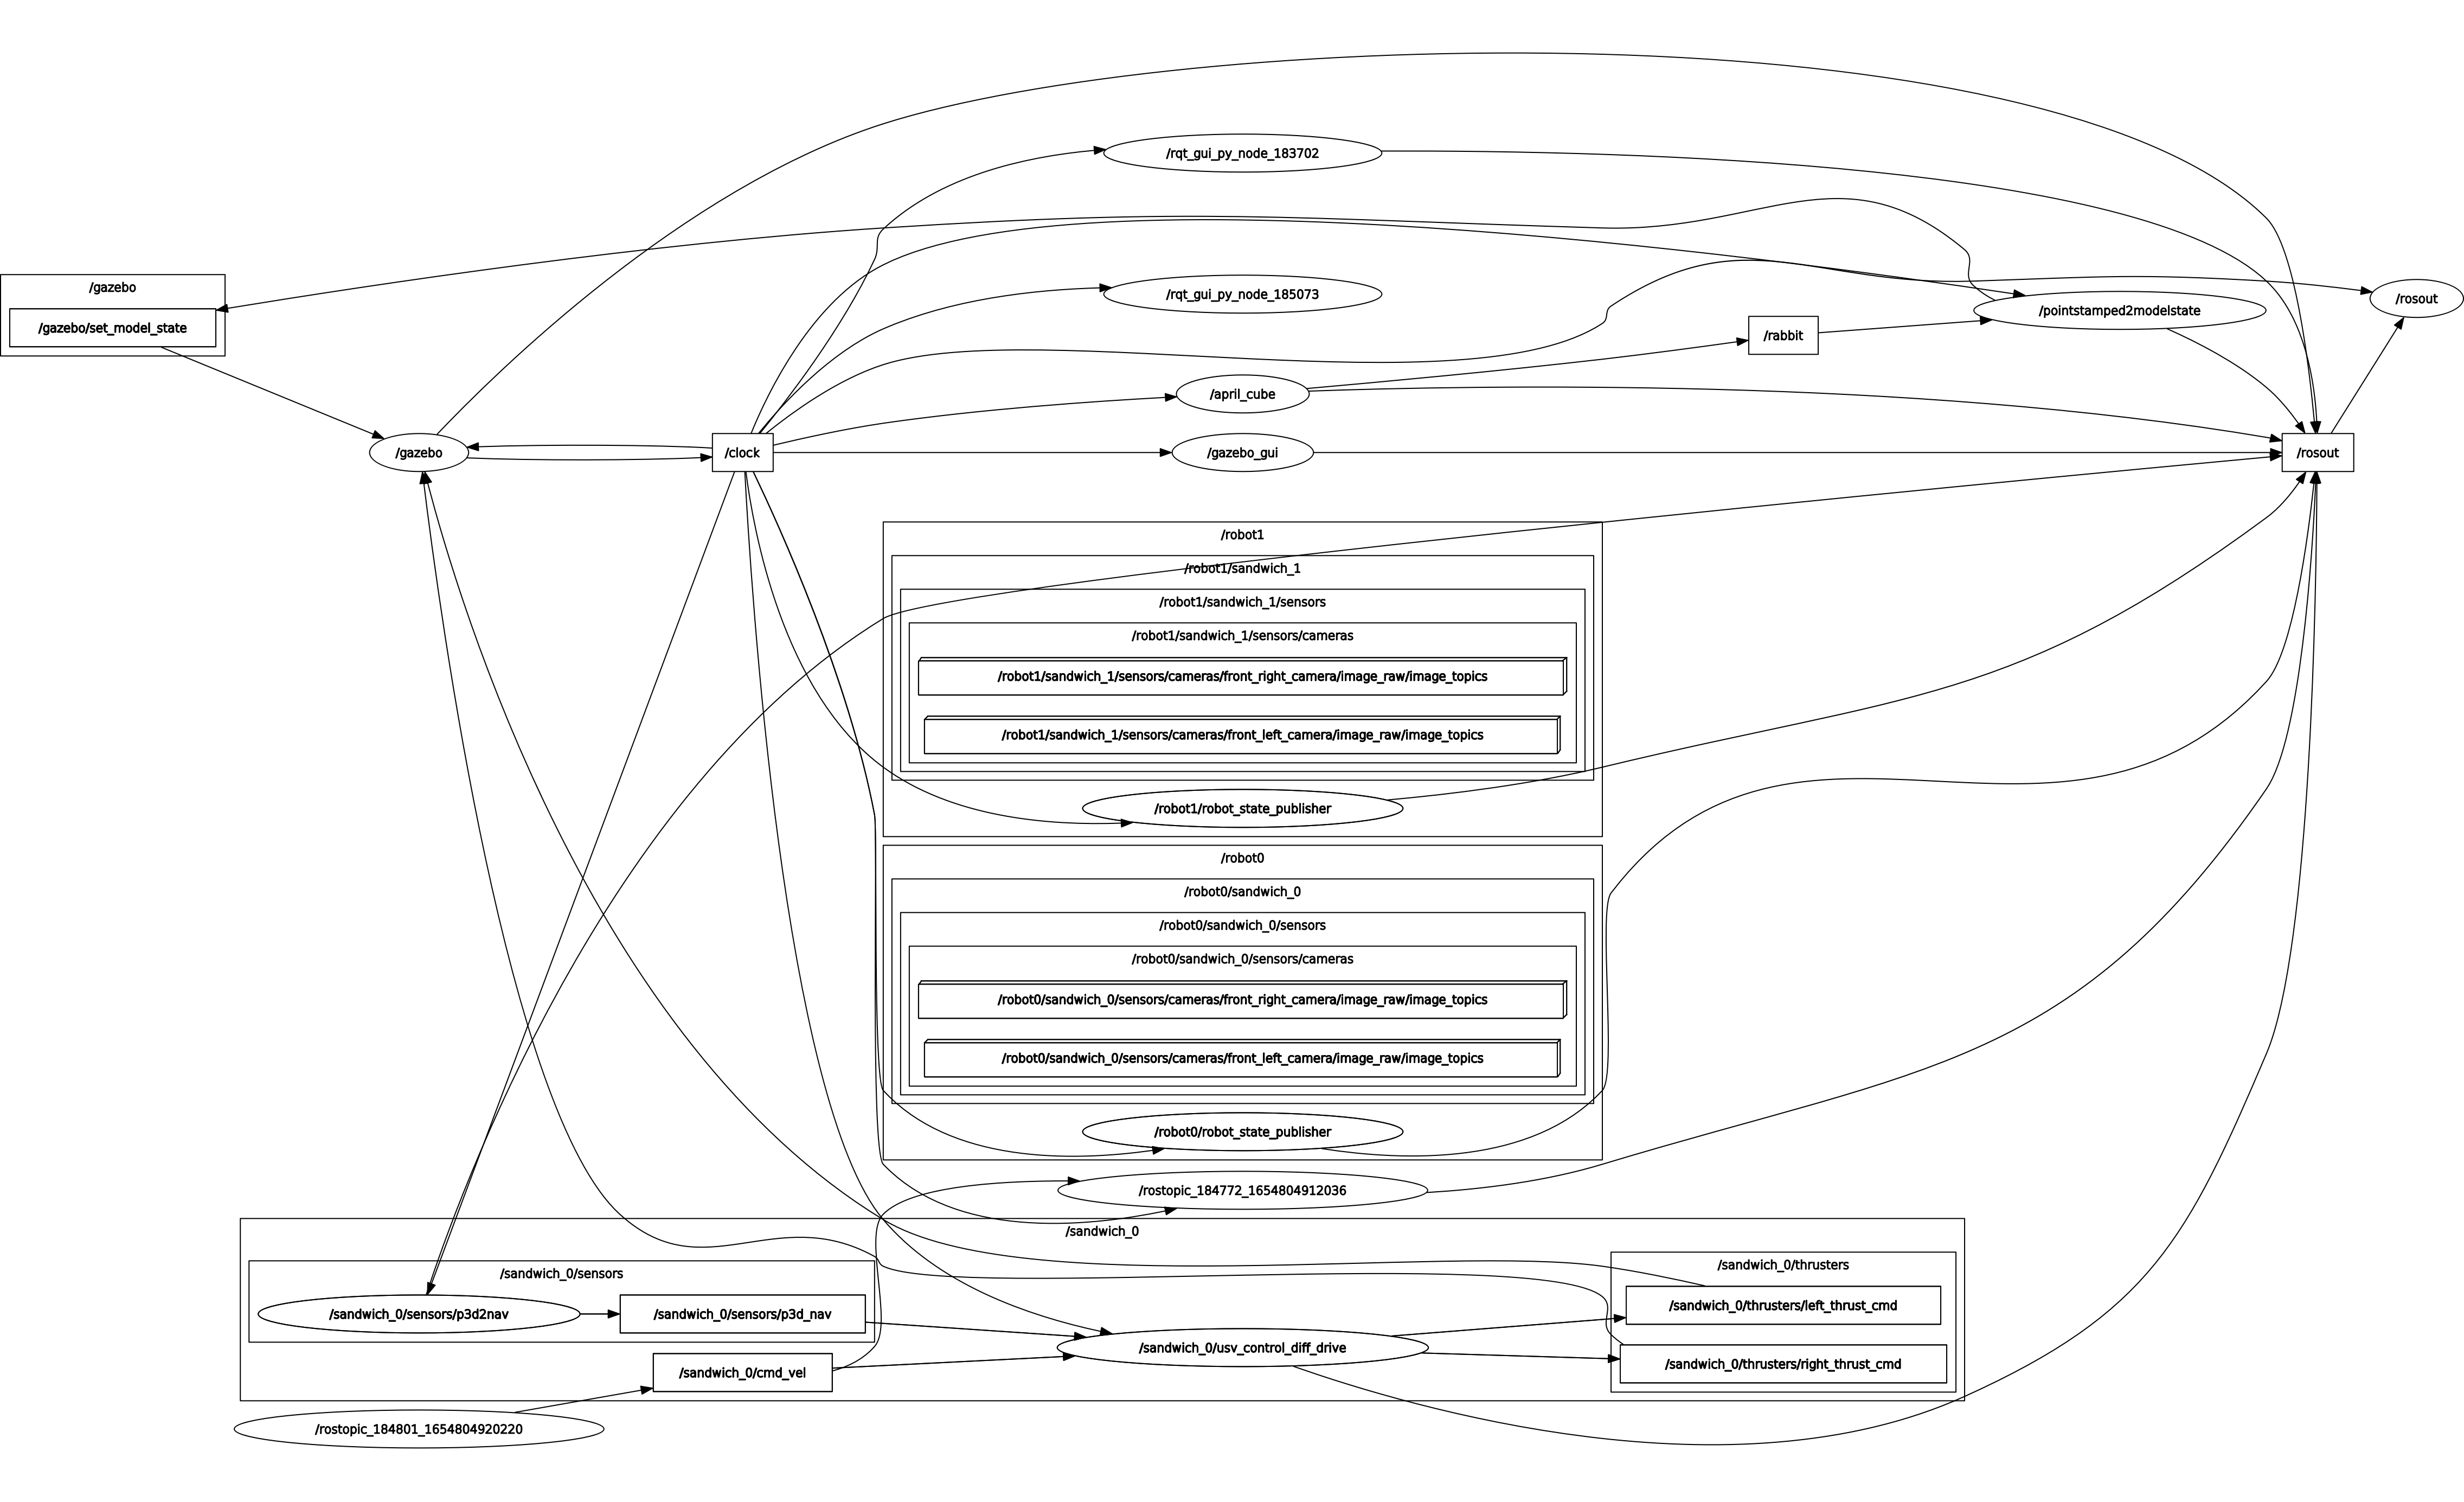 /rqt_gui_py_node_183702
/gazebo
/gazebo/set_model_state
/rqt_gui_py_node_185073
/rosout
/pointstamped2modelstate
/rabbit
/april_cube
/gazebo
/clock
/gazebo_gui
/rosout
/robot1
/robot1/sandwich_1
/robot1/sandwich_1/sensors
/robot1/sandwich_1/sensors/cameras
/robot1/sandwich_1/sensors/cameras/front_right_camera/image_raw/image_topics
/robot1/sandwich_1/sensors/cameras/front_left_camera/image_raw/image_topics
/robot1/robot_state_publisher
/robot0
/robot0/sandwich_0
/robot0/sandwich_0/sensors
/robot0/sandwich_0/sensors/cameras
/robot0/sandwich_0/sensors/cameras/front_right_camera/image_raw/image_topics
/robot0/sandwich_0/sensors/cameras/front_left_camera/image_raw/image_topics
/robot0/robot_state_publisher
/rostopic_184772_1654804912036
/sandwich_0
/sandwich_0/sensors
/sandwich_0/thrusters
/sandwich_0/sensors/p3d2nav
/sandwich_0/sensors/p3d_nav
/sandwich_0/thrusters/left_thrust_cmd
/sandwich_0/usv_control_diff_drive
/sandwich_0/thrusters/right_thrust_cmd
/sandwich_0/cmd_vel
/rostopic_184801_1654804920220